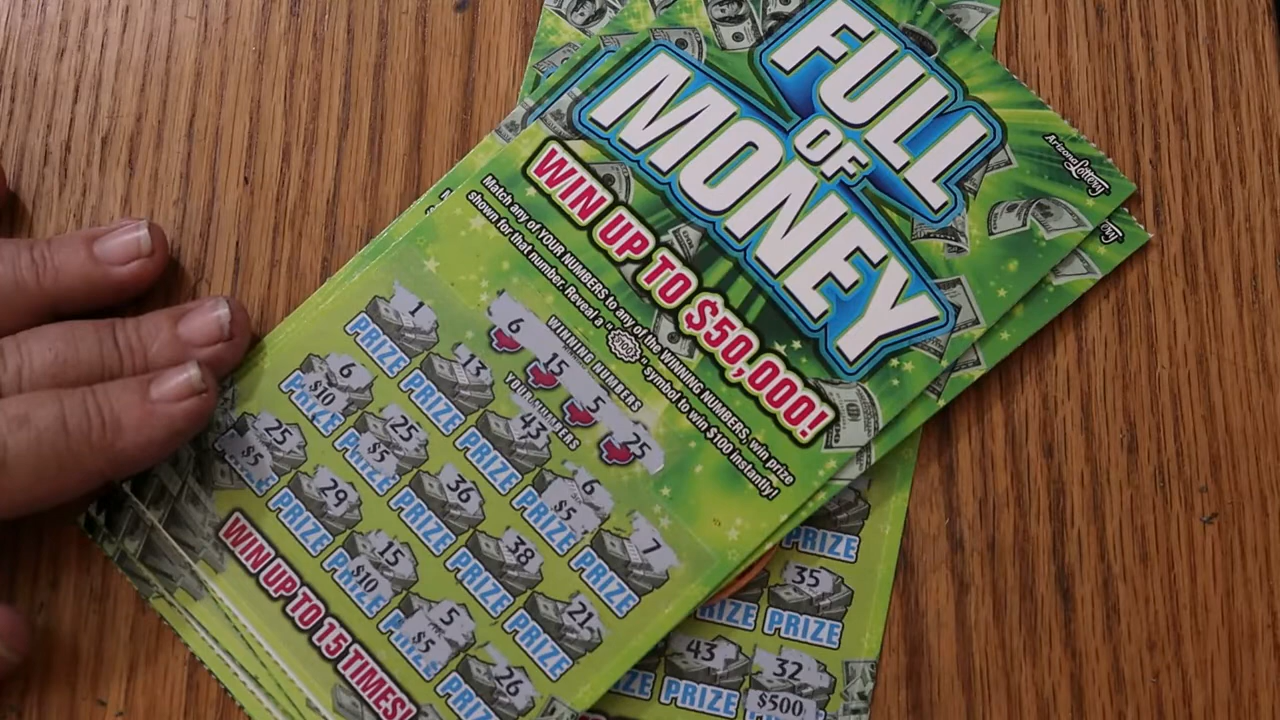 FULL
OF
MONEY
Arizona Lottery
WIN UP TO $50,000!
Match any of YOUR NUMBERS to any of the WINNING NUMBERS, win prize
shown for that number. Reveal a "$100" symbol to win $100 instantly!
WINNING NUMBERS
6 15 5 25
YOUR NUMBERS
1 13 43 6 7
PRIZE PRIZE PRIZE $5 PRIZE
PRIZE
6 25 36 38 21
$10 $5 PRIZE PRIZE PRIZE
PRIZE PRIZE
25 29 15 5 26
$5 PRIZE $10 $5 PRIZE
PRIZE
WIN UP TO 15 TIMES!
PRIZE
35
PRIZE PRIZE
43 32
PRIZE $500